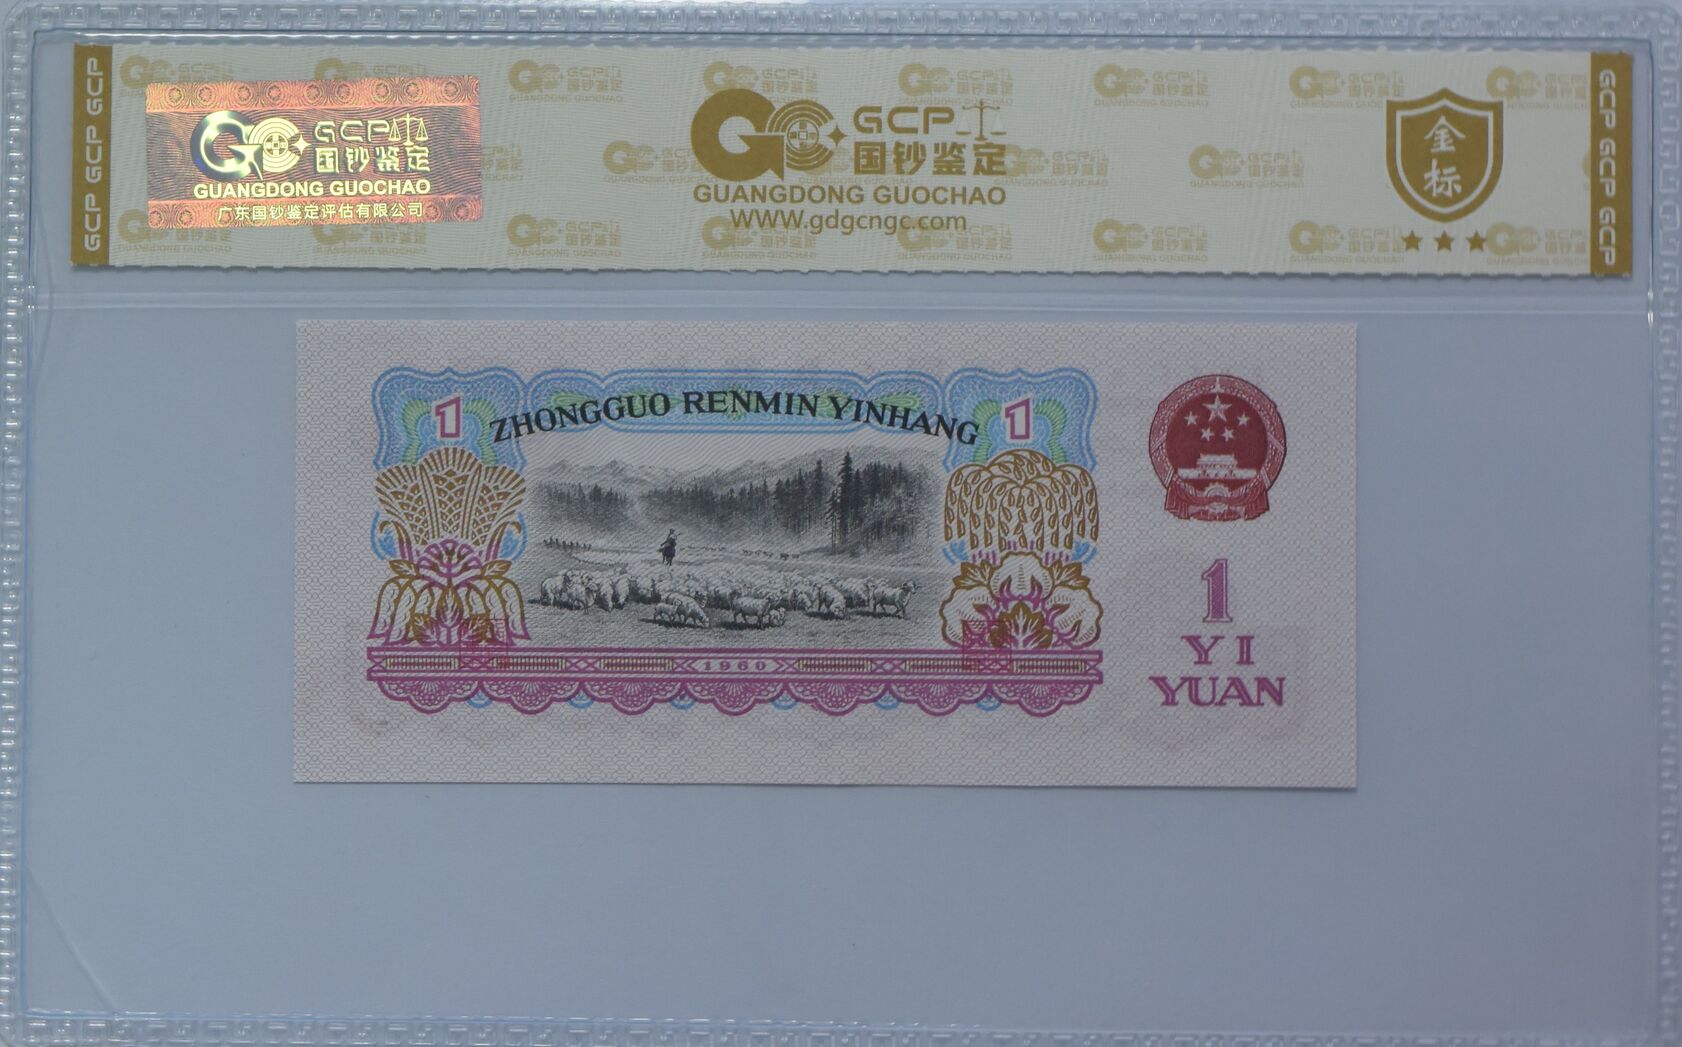 GCP GCP GCP
GCP
国钞鉴定
GUANGDONG GUOCHAO
广东国钞鉴定评估有限公司
GCP
国钞鉴定
GUANGDONG GUOCHAO
WWW.gdgcngc.com
金标
GCP GCP GCP
ZHONGGUO RENMIN YINHANG
1
1
1960
1
YI
YUAN